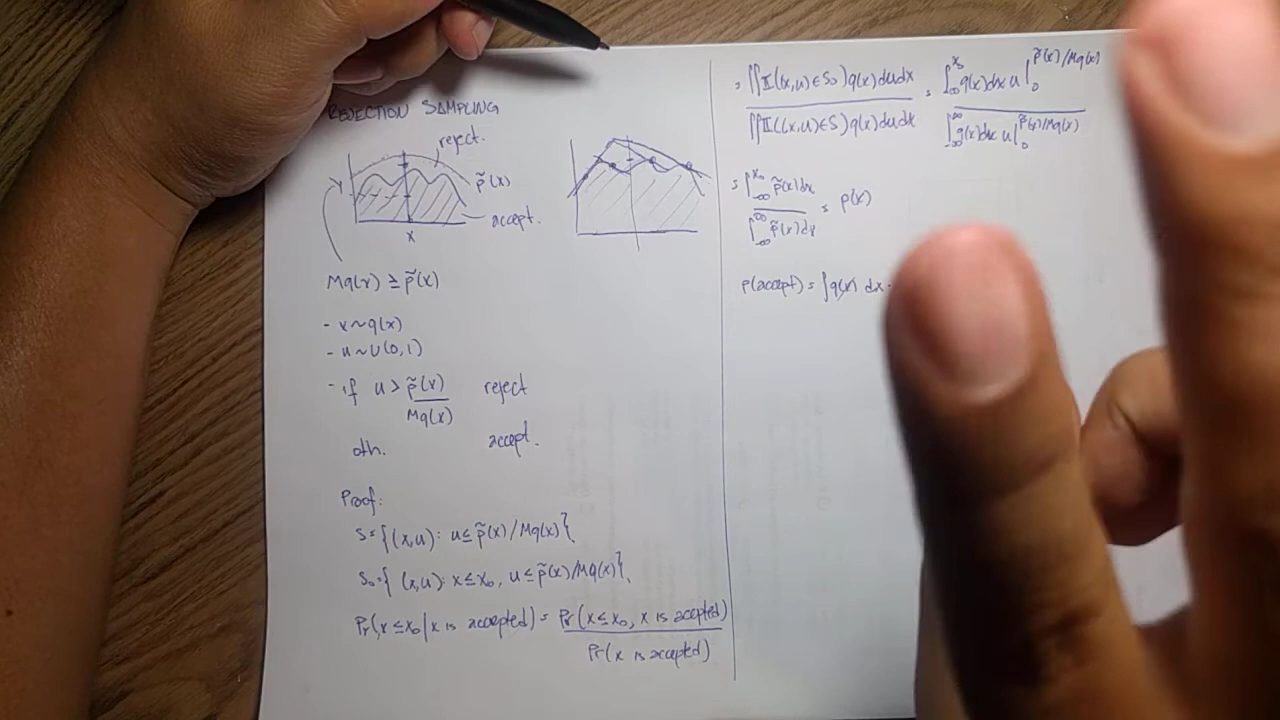 REJECTION SAMPLING
reject.
p̃(x)
accept.
x
Mq(x) ≥ p̃(x)
- x~q(x)
- u~U(0,1)
- if u > p̃(x)/Mq(x) reject
oth. accept.
Proof:
S={(x,u): u≤p̃(x)/Mq(x)}
S₀={(x,u): x≤x₀, u≤p̃(x)/Mq(x)}
Pr(x≤x₀|x is accepted) = Pr(x≤x₀, x is accepted)
Pr(x is accepted)
= ∫∫𝕀((x,u)∈S₀)q(x)dudx = ∫_{-∞}^{x₀} q(x)dx u|₀^{p̃(x)/Mq(x)}
∫∫𝕀((x,u)∈S)q(x)dudx ∫_{-∞}^{∞} q(x)dx u|₀^{p̃(x)/Mq(x)}
= ∫_{-∞}^{x₀} p̃(x)dx = p(x)
∫_{-∞}^{∞} p̃(x)dx
p(accept) = ∫q(x) dx